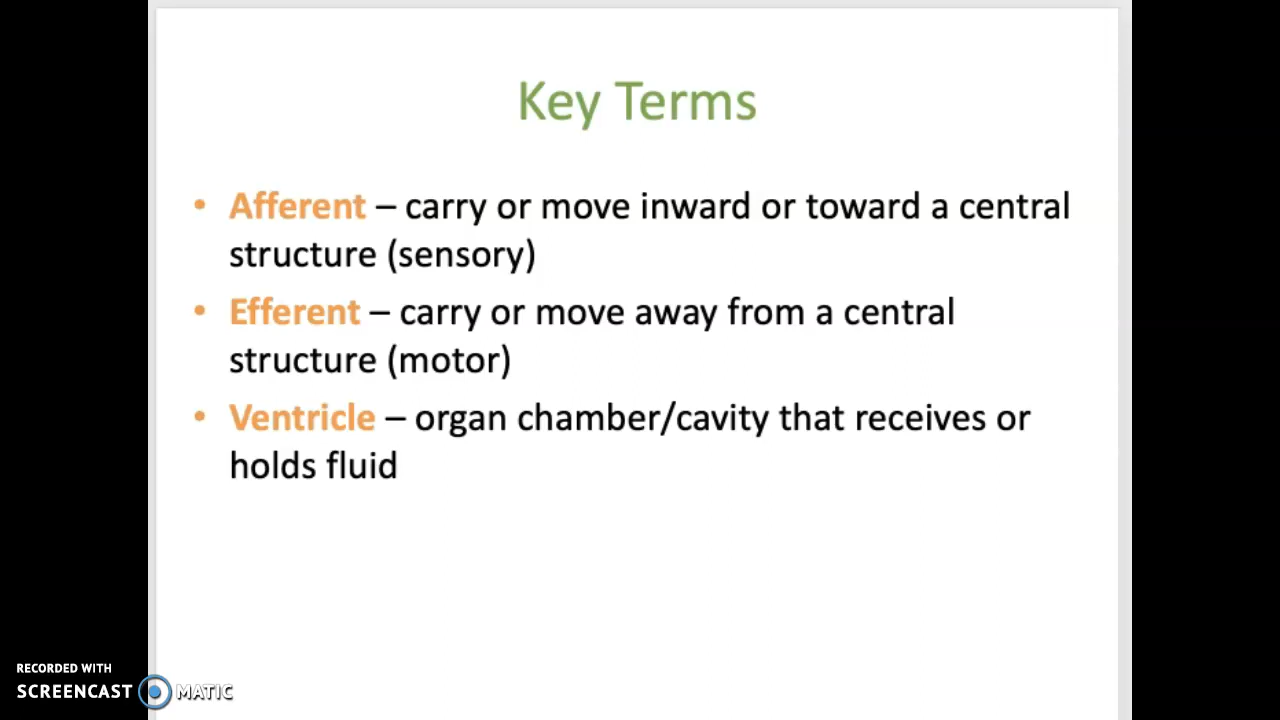 Key Terms
• Afferent – carry or move inward or toward a central
structure (sensory)
• Efferent – carry or move away from a central
structure (motor)
• Ventricle – organ chamber/cavity that receives or
holds fluid
RECORDED WITH
SCREENCAST MATIC